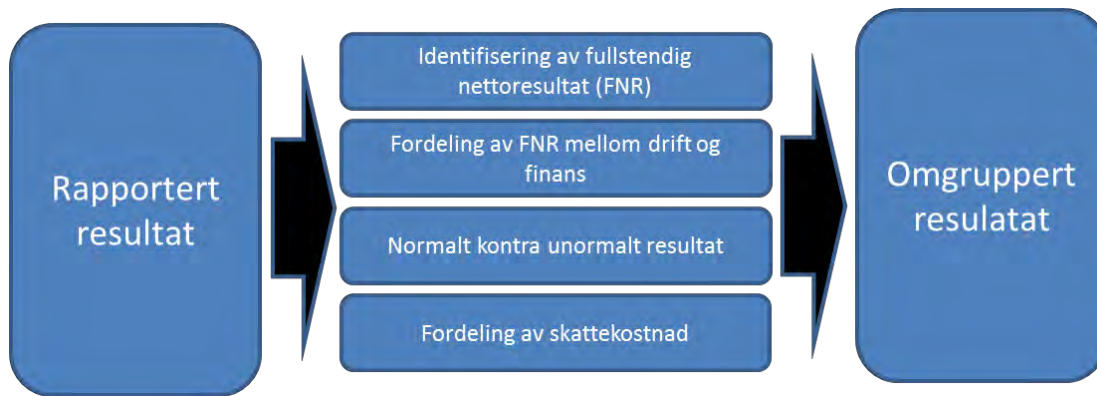 Rapportert
resultat
Identifisering av fullstendig
nettoresultat (FNR)
Fordeling av FNR mellom drift og
finans
Normalt kontra unormalt resultat
Fordeling av skattekostnad
Omgruppert
resulatat